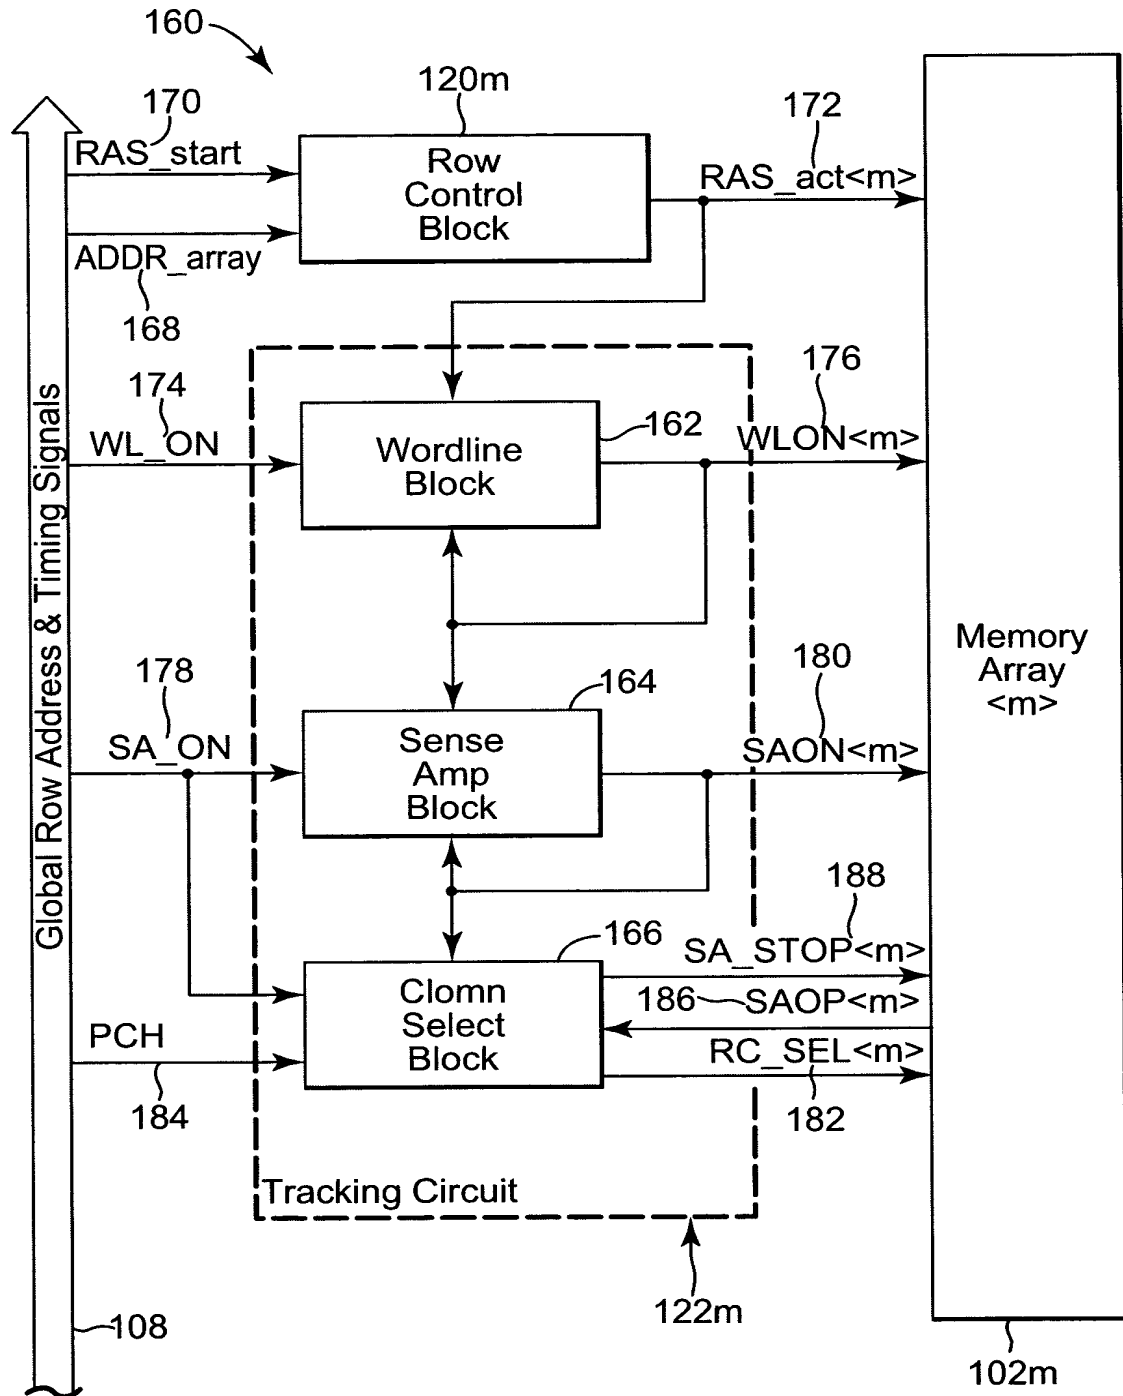 160
120m
170
172
RAS_start
Row
Control
Block
RAS_act<m>
ADDR_array
168
174
176
WL_ON
Wordline
Block
162
WLON<m>
Global Row Address & Timing Signals
Memory
Array
<m>
178
164
180
SA_ON
Sense
Amp
Block
SAON<m>
188
166
SA_STOP<m>
186
SAOP<m>
PCH
Clomn
Select
Block
RC_SEL<m>
184
182
Tracking Circuit
122m
108
102m